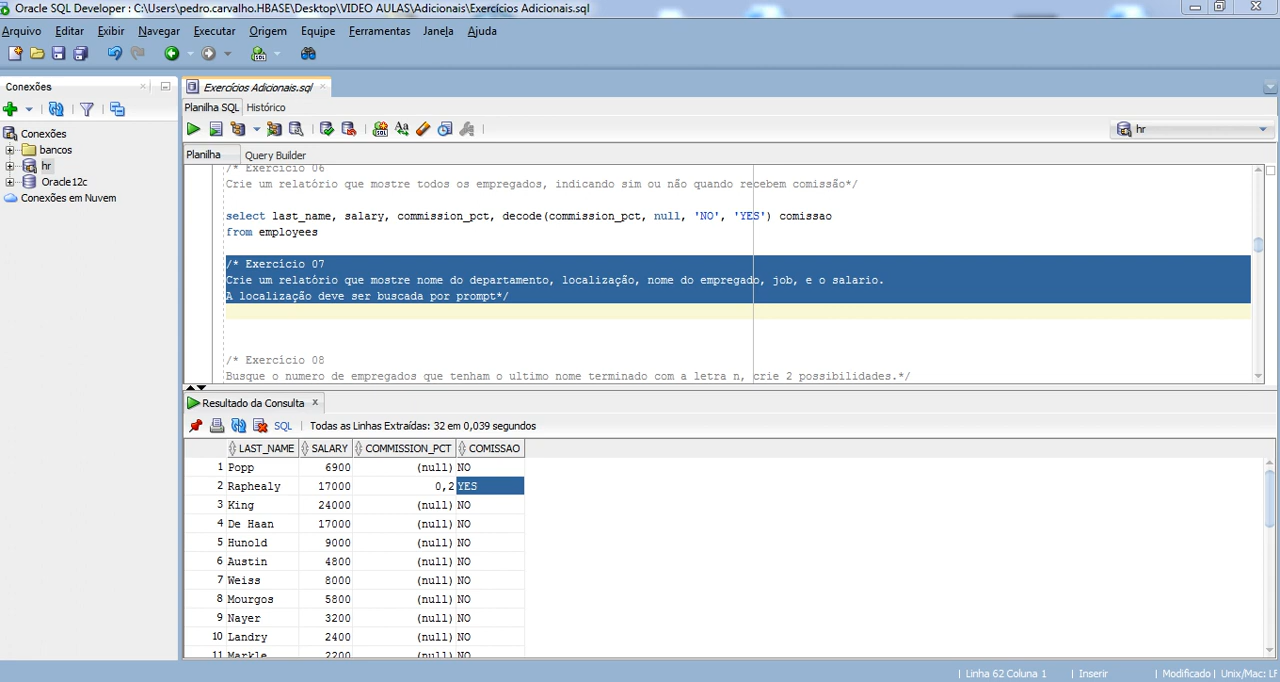 Oracle SQL Developer : C:\Users\pedro.carvalho.HBASE\Desktop\VIDEO AULAS\Adicionais\Exercícios Adicionais.sql
Arquivo Editar Exibir Navegar Executar Origem Equipe Ferramentas Janela Ajuda
Conexões
Exercícios Adicionais.sql
Planilha SQL Histórico
hr
Conexões
bancos
hr
Oracle12c
Conexões em Nuvem
Planilha Query Builder
/* Exercício 06
Crie um relatório que mostre todos os empregados, indicando sim ou não quando recebem comissão*/
select last_name, salary, commission_pct, decode(commission_pct, null, 'NO', 'YES') comissao
from employees
/* Exercício 07
Crie um relatório que mostre nome do departamento, localização, nome do empregado, job, e o salario.
A localização deve ser buscada por prompt*/
/* Exercício 08
Busque o numero de empregados que tenham o ultimo nome terminado com a letra n, crie 2 possibilidades.*/
Resultado da Consulta
SQL Todas as Linhas Extraídas: 32 em 0,039 segundos
LAST_NAME SALARY COMMISSION_PCT COMISSAO
1 Popp 6900 (null) NO
2 Raphealy 17000 0,2 YES
3 King 24000 (null) NO
4 De Haan 17000 (null) NO
5 Hunold 9000 (null) NO
6 Austin 4800 (null) NO
7 Weiss 8000 (null) NO
8 Mourgos 5800 (null) NO
9 Nayer 3200 (null) NO
10 Landry 2400 (null) NO
11 Markle 2200 (null) NO
Linha 62 Coluna 1 Inserir Modificado Unix/Mac: LF